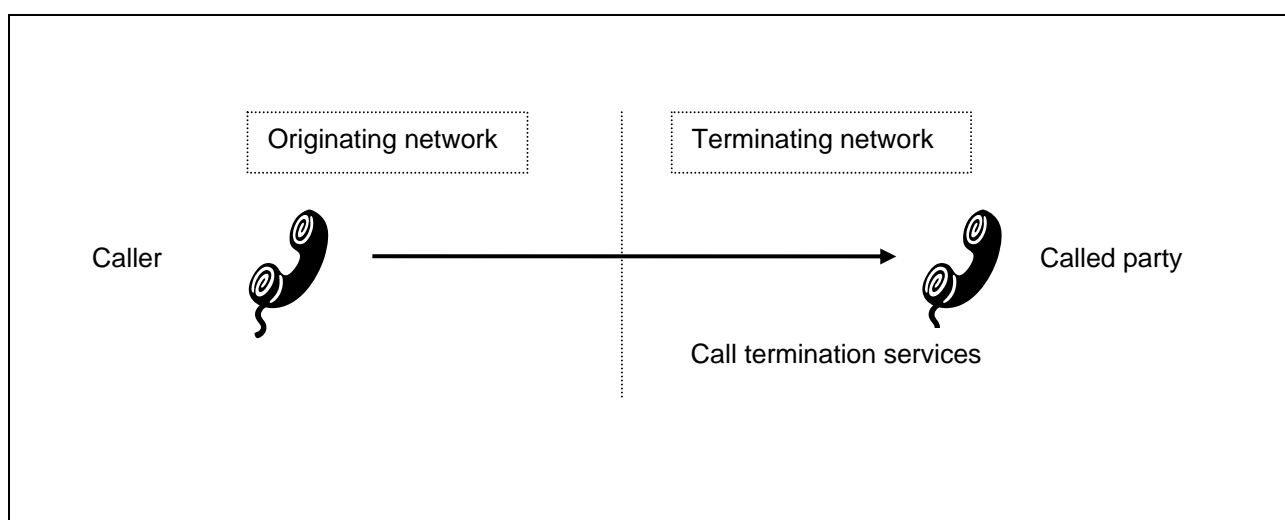 Originating network
Terminating network
Caller
Called party
Call termination services